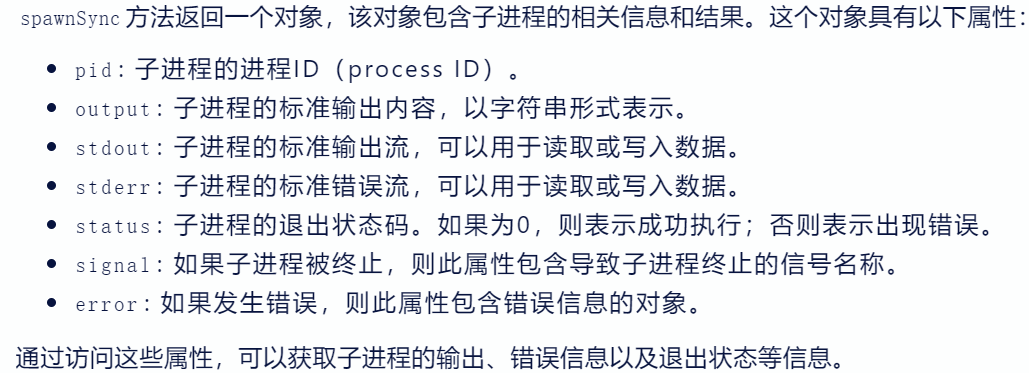 spawnSync 方法返回一个对象，该对象包含子进程的相关信息和结果。这个对象具有以下属性：
• pid：子进程的进程ID（process ID）。
• output：子进程的标准输出内容，以字符串形式表示。
• stdout：子进程的标准输出流，可以用于读取或写入数据。
• stderr：子进程的标准错误流，可以用于读取或写入数据。
• status：子进程的退出状态码。如果为0，则表示成功执行；否则表示出现错误。
• signal：如果子进程被终止，则此属性包含导致子进程终止的信号名称。
• error：如果发生错误，则此属性包含错误信息的对象。
通过访问这些属性，可以获取子进程的输出、错误信息以及退出状态等信息。